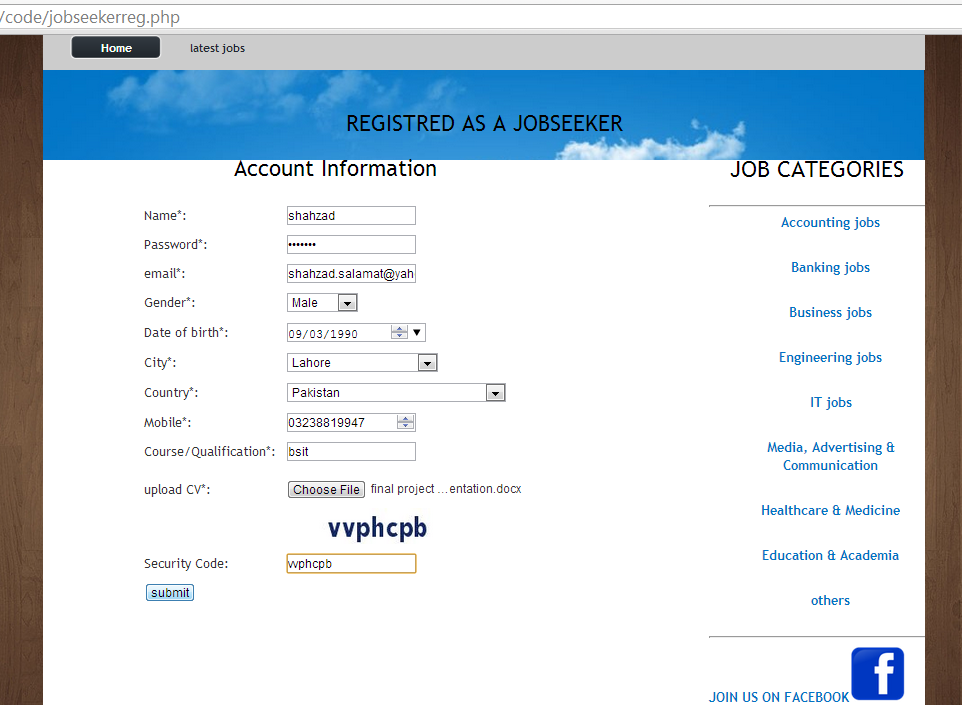 /code/jobseekerreg.php
Home latest jobs
REGISTRED AS A JOBSEEKER
Account Information
Name*: shahzad
Password*: •••••••
email*: shahzad.salamat@yah
Gender*: Male
Date of birth*: 09/03/1990
City*: Lahore
Country*: Pakistan
Mobile*: 03238819947
Course/Qualification*: bsit
upload CV*: Choose File final project ...entation.docx
vvphcpb
Security Code: vvphcpb
submit
JOB CATEGORIES
Accounting jobs
Banking jobs
Business jobs
Engineering jobs
IT jobs
Media, Advertising &
Communication
Healthcare & Medicine
Education & Academia
others
JOIN US ON FACEBOOK f